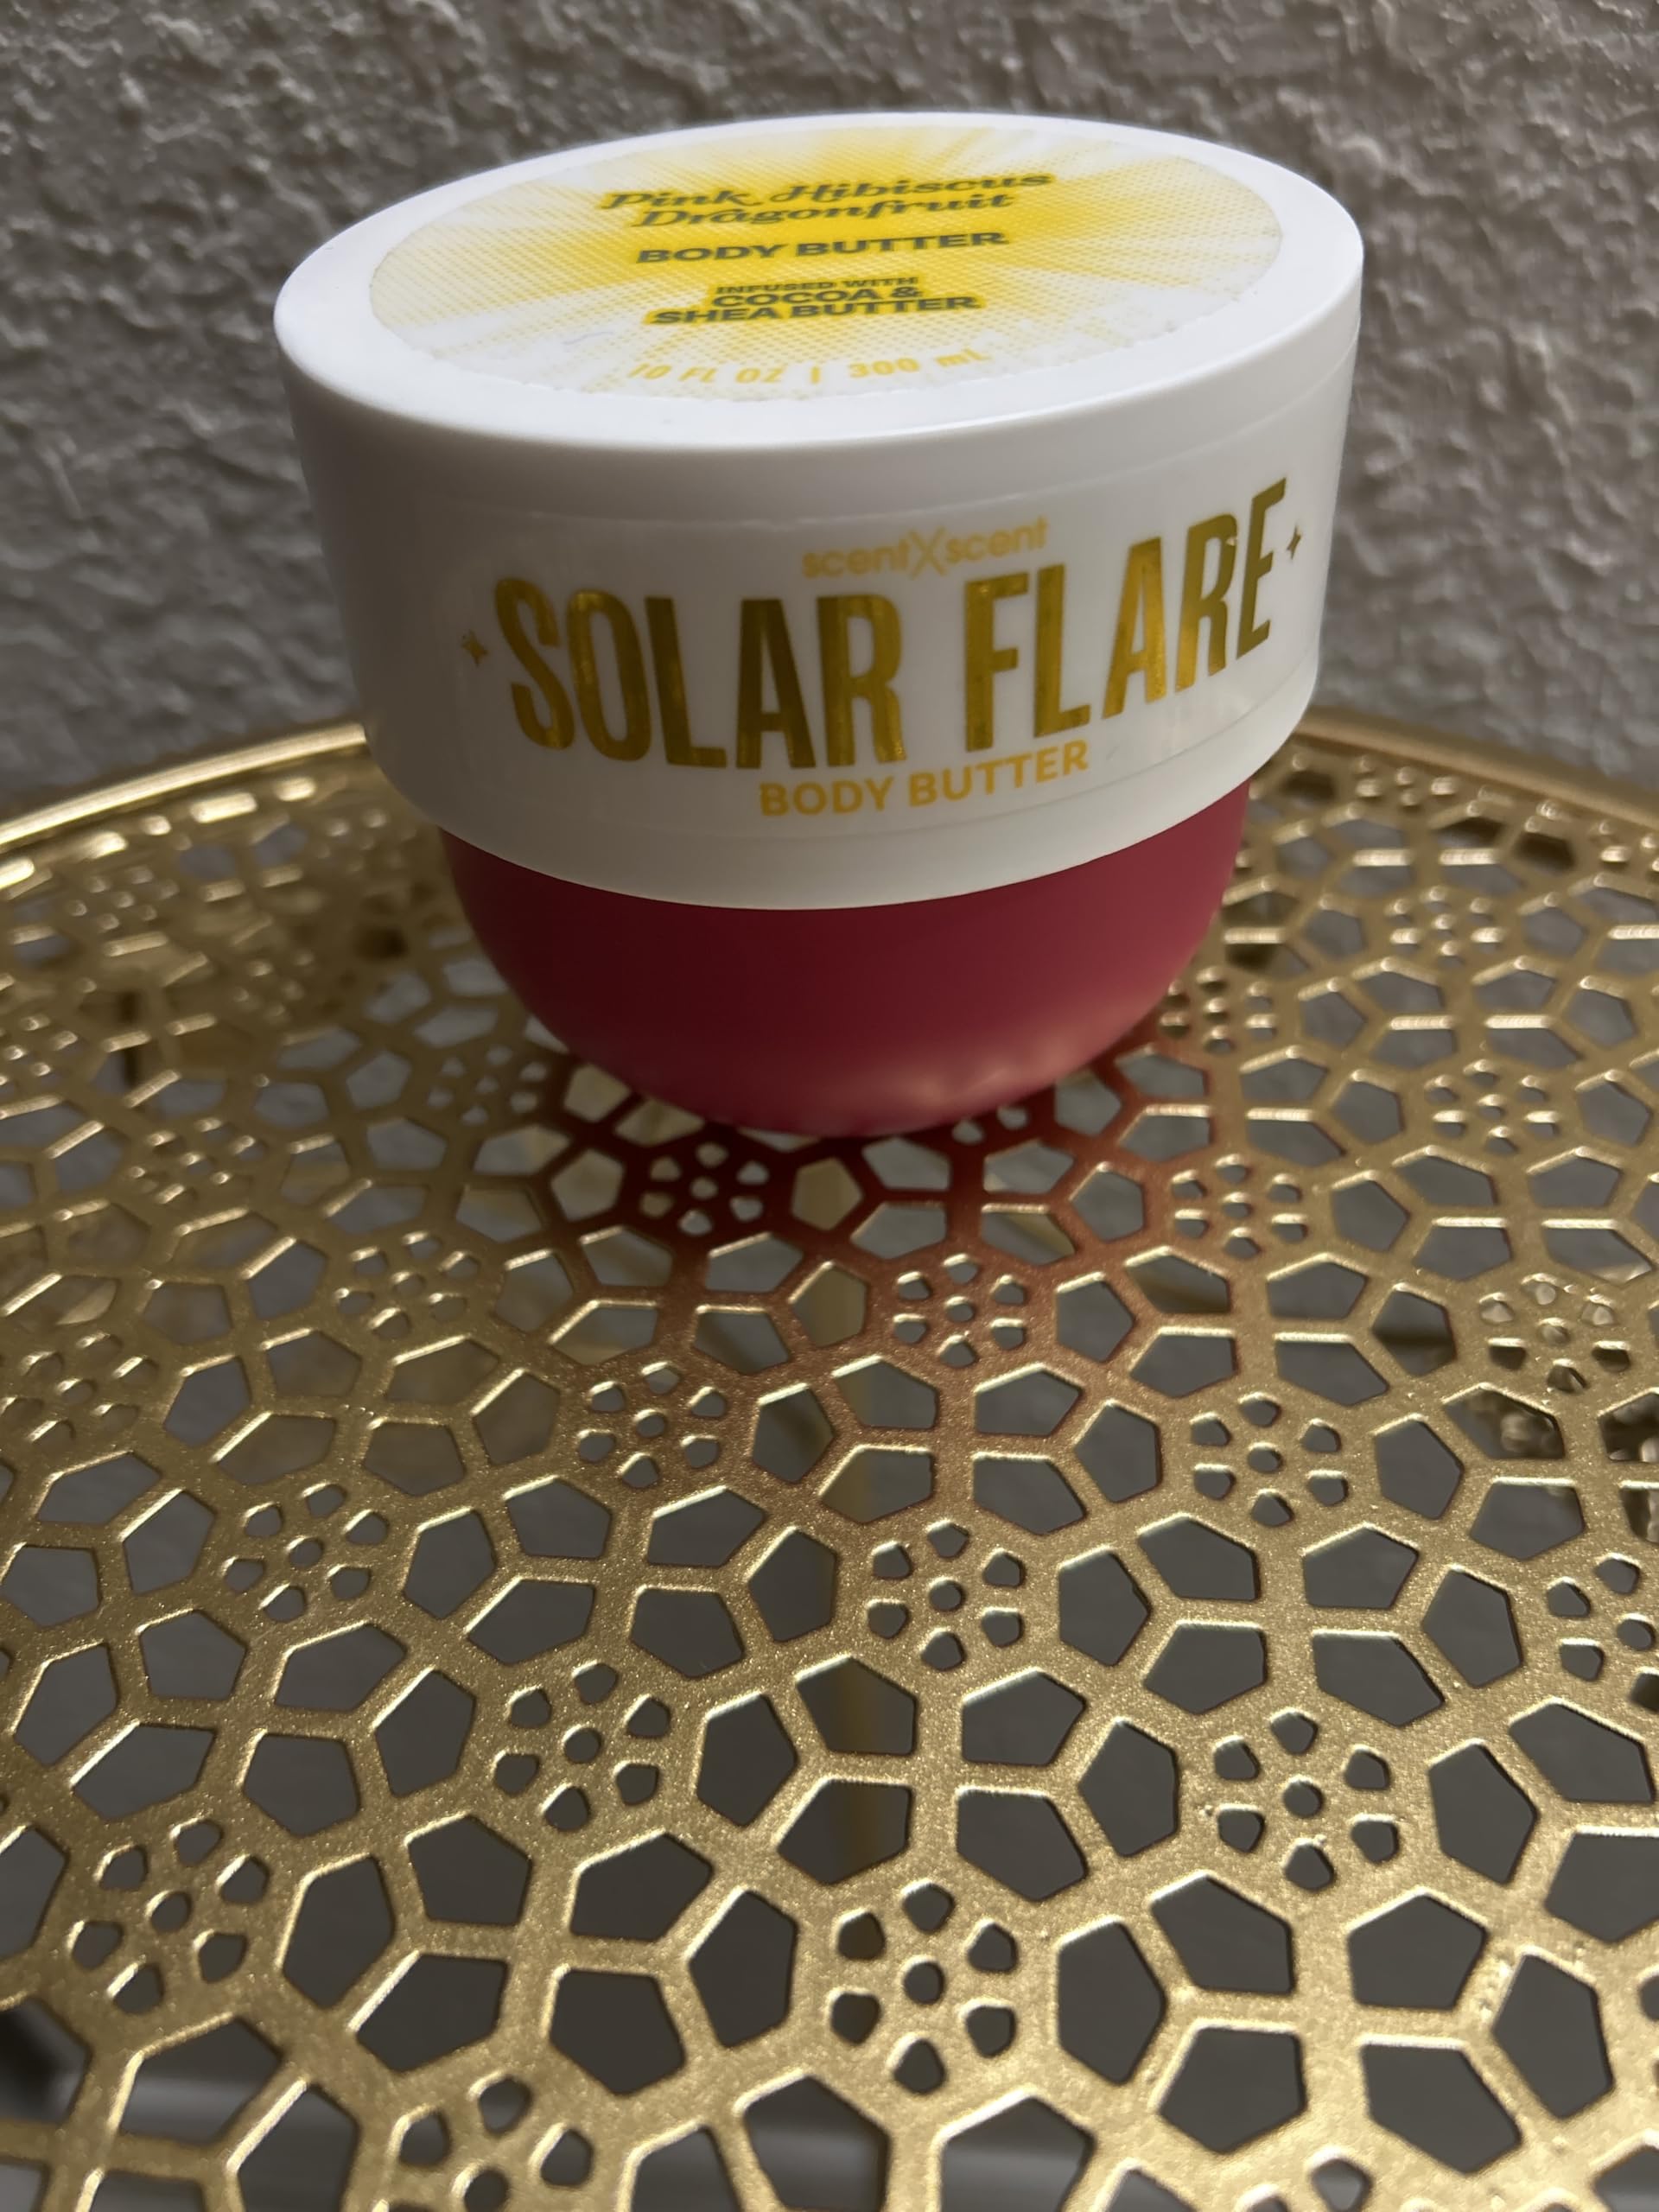 Pink Hibiscus
Dragonfruit
BODY BUTTER
INFUSED WITH
COCOA &
SHEA BUTTER
10 FL OZ | 300 mL
scentXscent
SOLAR FLARE
BODY BUTTER